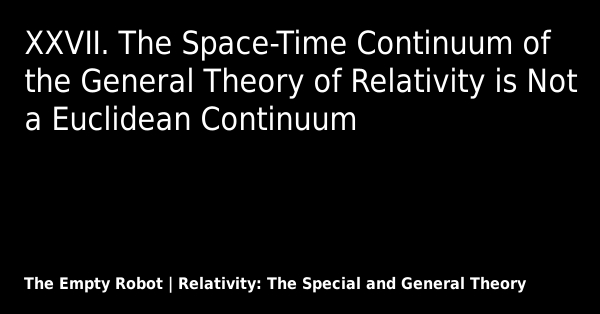 XXVII. The Space-Time Continuum of
the General Theory of Relativity is Not
a Euclidean Continuum
The Empty Robot | Relativity: The Special and General Theory